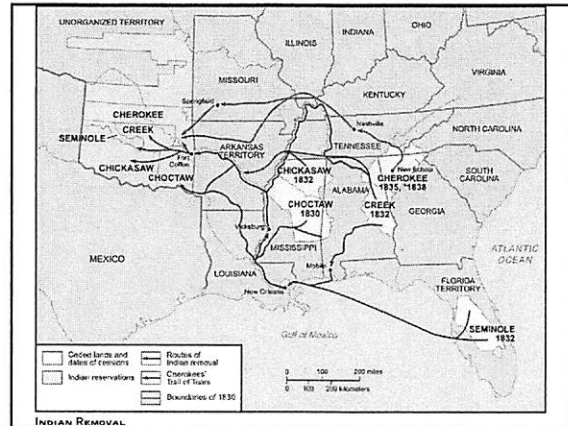 UNORGANIZED TERRITORY
ILLINOIS
INDIANA
OHIO
MISSOURI
KENTUCKY
VIRGINIA
Springfield
CHEROKEE
CREEK
SEMINOLE
Nashville
NORTH CAROLINA
TENNESSEE
ARKANSAS
TERRITORY
Fort
Coffee
CHICKASAW
CHOCTAW
CHICKASAW
1832
New Echota
CHEROKEE
1835, *1838
SOUTH
CAROLINA
ALABAMA
CHOCTAW
1830
CREEK
1832
GEORGIA
Vicksburg
MISSISSIPPI
ATLANTIC
OCEAN
MEXICO
LOUISIANA
Mobile
New Orleans
FLORIDA
TERRITORY
Gulf of Mexico
SEMINOLE
1832
Ceded lands and
dates of cessions
Indian reservations
Routes of
Indian removal
Cherokees'
Trail of Tears
Boundaries of 1830
0 100 200 miles
0 100 200 kilometers
INDIAN REMOVAL